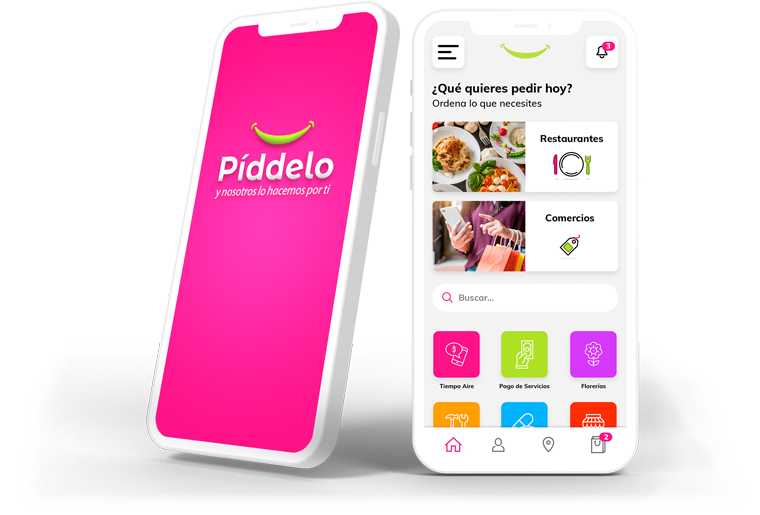 Píddelo
y nosotros lo hacemos por ti
3
¿Qué quieres pedir hoy?
Ordena lo que necesites
Restaurantes
Comercios
Buscar...
Tiempo Aire
Pago de Servicios
Florerías
2